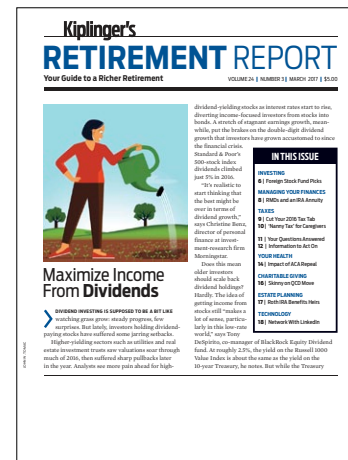 Kiplinger's
RETIREMENT REPORT
Your Guide to a Richer Retirement
VOLUME 24 | NUMBER 3 | MARCH 2017 | $5.00
Maximize Income
From Dividends
DIVIDEND INVESTING IS SUPPOSED TO BE A BIT LIKE
watching grass grow: steady progress, few
surprises. But lately, investors holding dividend-
paying stocks have suffered some jarring setbacks.
Higher-yielding sectors such as utilities and real
estate investment trusts saw valuations soar through
much of 2016, then suffered sharp pullbacks later
in the year. Analysts see more pain ahead for high-
dividend-yielding stocks as interest rates start to rise,
diverting income-focused investors from stocks into
bonds. A stretch of stagnant earnings growth, mean-
while, put the brakes on the double-digit dividend
growth that investors have grown accustomed to since
the financial crisis.
Standard & Poor's
500-stock index
dividends climbed
just 5% in 2016.
"It's realistic to
start thinking that
the best might be
over in terms of
dividend growth,"
says Christine Benz,
director of personal
finance at invest-
ment-research firm
Morningstar.
Does this mean
older investors
should scale back
dividend holdings?
Hardly. The idea of
getting income from
stocks still "makes a
lot of sense, particu-
larly in this low-rate
world," says Tony
DeSpirito, co-manager of BlackRock Equity Dividend
fund. At roughly 2.5%, the yield on the Russell 1000
Value Index is about the same as the yield on the
10-year Treasury, he notes. But while the Treasury
IN THIS ISSUE
INVESTING
6 | Foreign Stock Fund Picks
MANAGING YOUR FINANCES
8 | RMDs and an IRA Annuity
TAXES
9 | Cut Your 2016 Tax Tab
10 | 'Nanny Tax' for Caregivers
11 | Your Questions Answered
12 | Information to Act On
YOUR HEALTH
14 | Impact of ACA Repeal
CHARITABLE GIVING
16 | Skinny on QCD Move
ESTATE PLANNING
17 | Roth IRA Benefits Heirs
TECHNOLOGY
18 | Network With LinkedIn